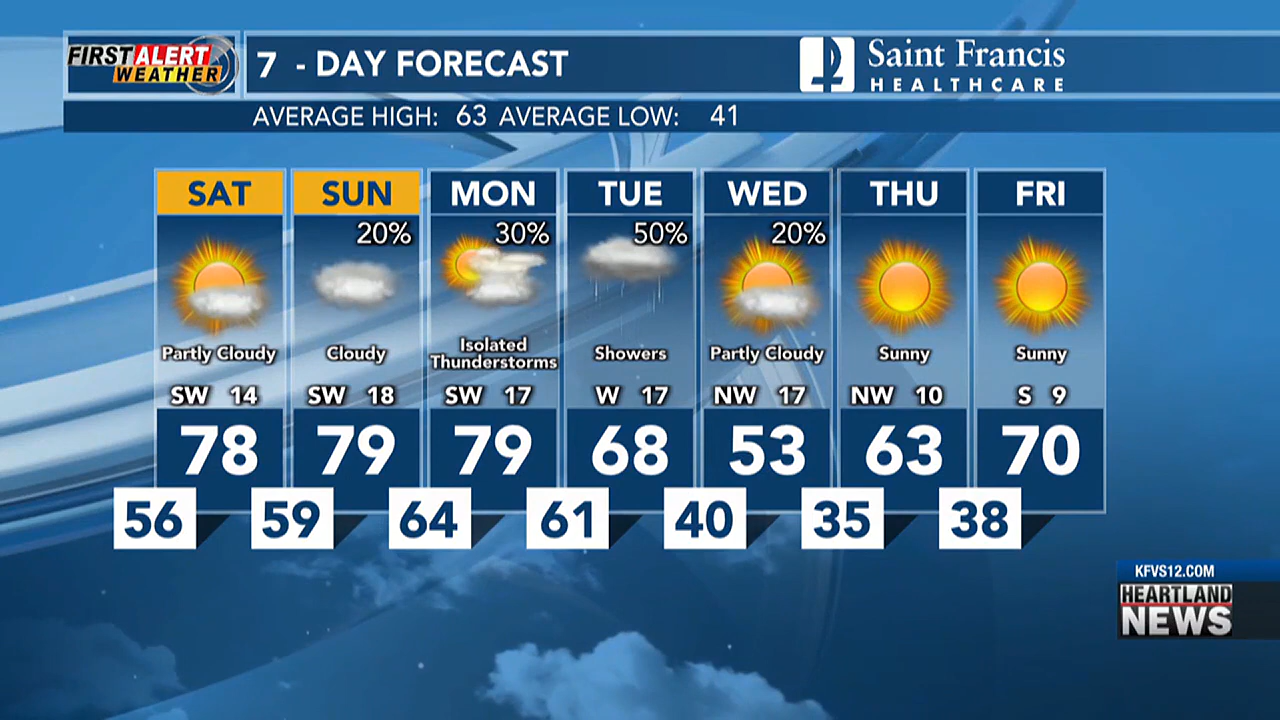 FIRST ALERT
WEATHER
7 - DAY FORECAST
Saint Francis
HEALTHCARE
AVERAGE HIGH: 63 AVERAGE LOW: 41
SAT SUN MON TUE WED THU FRI
20% 30% 50% 20%
Partly Cloudy Cloudy Isolated Thunderstorms Showers Partly Cloudy Sunny Sunny
SW 14 SW 18 SW 17 W 17 NW 17 NW 10 S 9
78 79 79 68 53 63 70
56 59 64 61 40 35 38
KFVS12.COM
HEARTLAND
NEWS